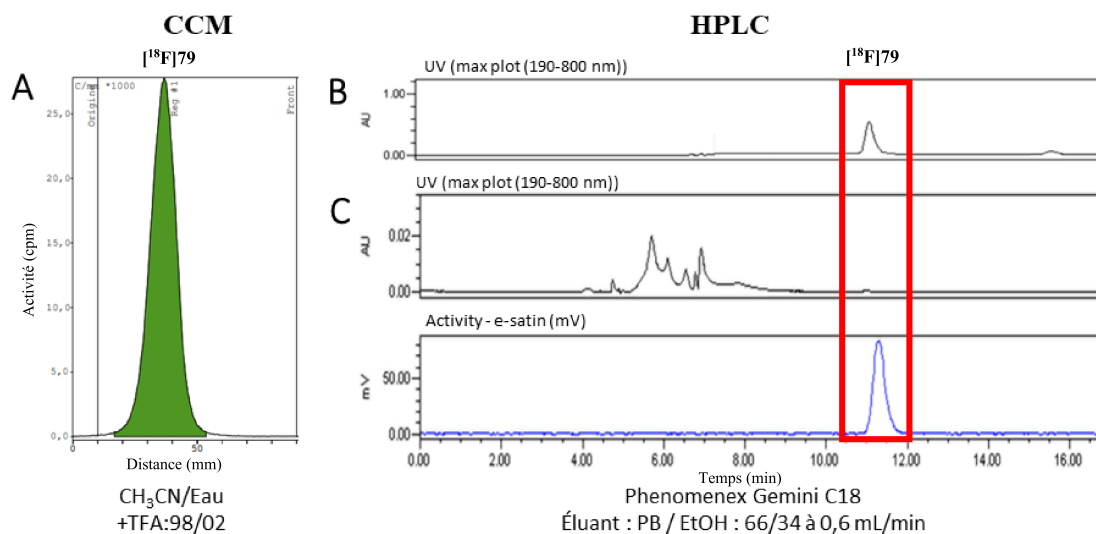 CCM
HPLC
[¹⁸F]79
[¹⁸F]79
A
C/mm *1000
Origine
Reg #1
Front
25,0
20,0
15,0
10,0
5,0
0,0
Activité (cpm)
0
50
Distance (mm)
CH₃CN/Eau
+TFA:98/02
UV (max plot (190-800 nm))
B
1.00
0.00
AU
UV (max plot (190-800 nm))
C
0.02
0.00
AU
Activity - e-satin (mV)
50.00
0.00
mV
0.00 2.00 4.00 6.00 8.00 10.00 12.00 14.00 16.00
Temps (min)
Phenomenex Gemini C18
Éluant : PB / EtOH : 66/34 à 0,6 mL/min